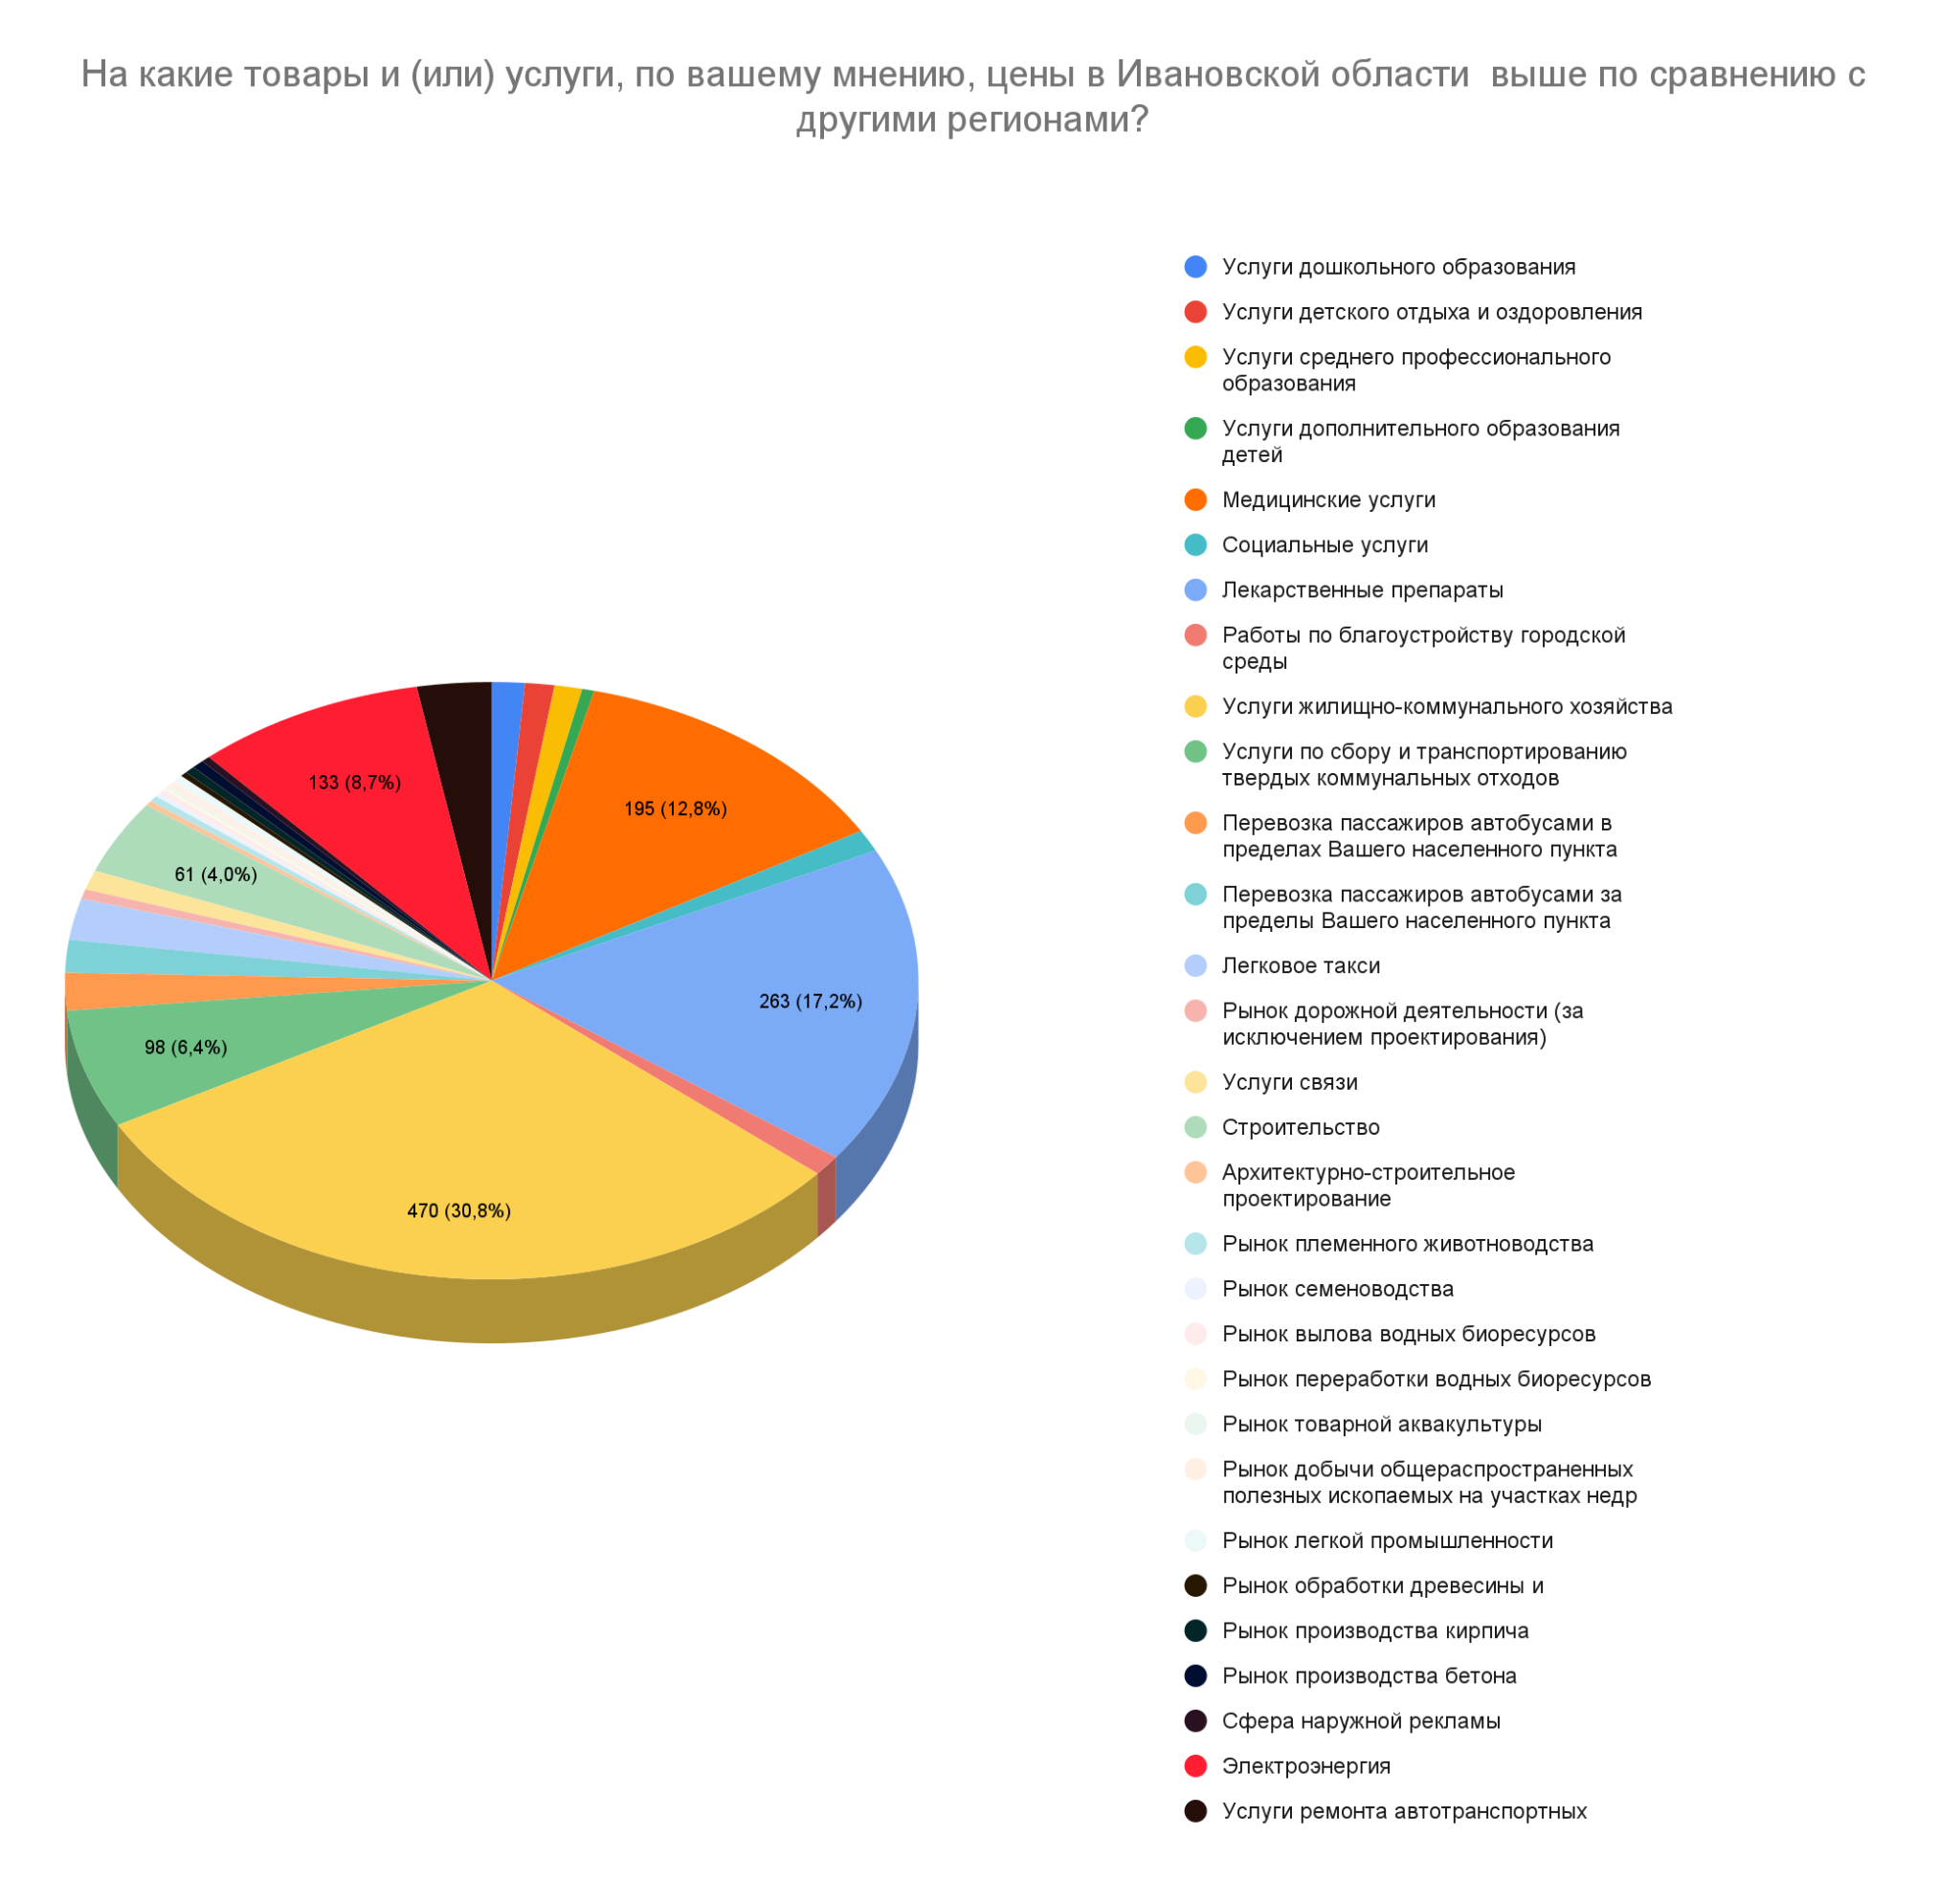 На какие товары и (или) услуги, по вашему мнению, цены в Ивановской области  выше по сравнению с
другими регионами?
Услуги дошкольного образования
Услуги детского отдыха и оздоровления
Услуги среднего профессионального
образования
Услуги дополнительного образования
детей
Медицинские услуги
Социальные услуги
Лекарственные препараты
Работы по благоустройству городской
среды
Услуги жилищно-коммунального хозяйства
Услуги по сбору и транспортированию
твердых коммунальных отходов
Перевозка пассажиров автобусами в
пределах Вашего населенного пункта
Перевозка пассажиров автобусами за
пределы Вашего населенного пункта
Легковое такси
Рынок дорожной деятельности (за
исключением проектирования)
Услуги связи
Строительство
Архитектурно-строительное
проектирование
Рынок племенного животноводства
Рынок семеноводства
Рынок вылова водных биоресурсов
Рынок переработки водных биоресурсов
Рынок товарной аквакультуры
Рынок добычи общераспространенных
полезных ископаемых на участках недр
Рынок легкой промышленности
Рынок обработки древесины и
Рынок производства кирпича
Рынок производства бетона
Сфера наружной рекламы
Электроэнергия
Услуги ремонта автотранспортных
133 (8,7%)
195 (12,8%)
61 (4,0%)
263 (17,2%)
98 (6,4%)
470 (30,8%)